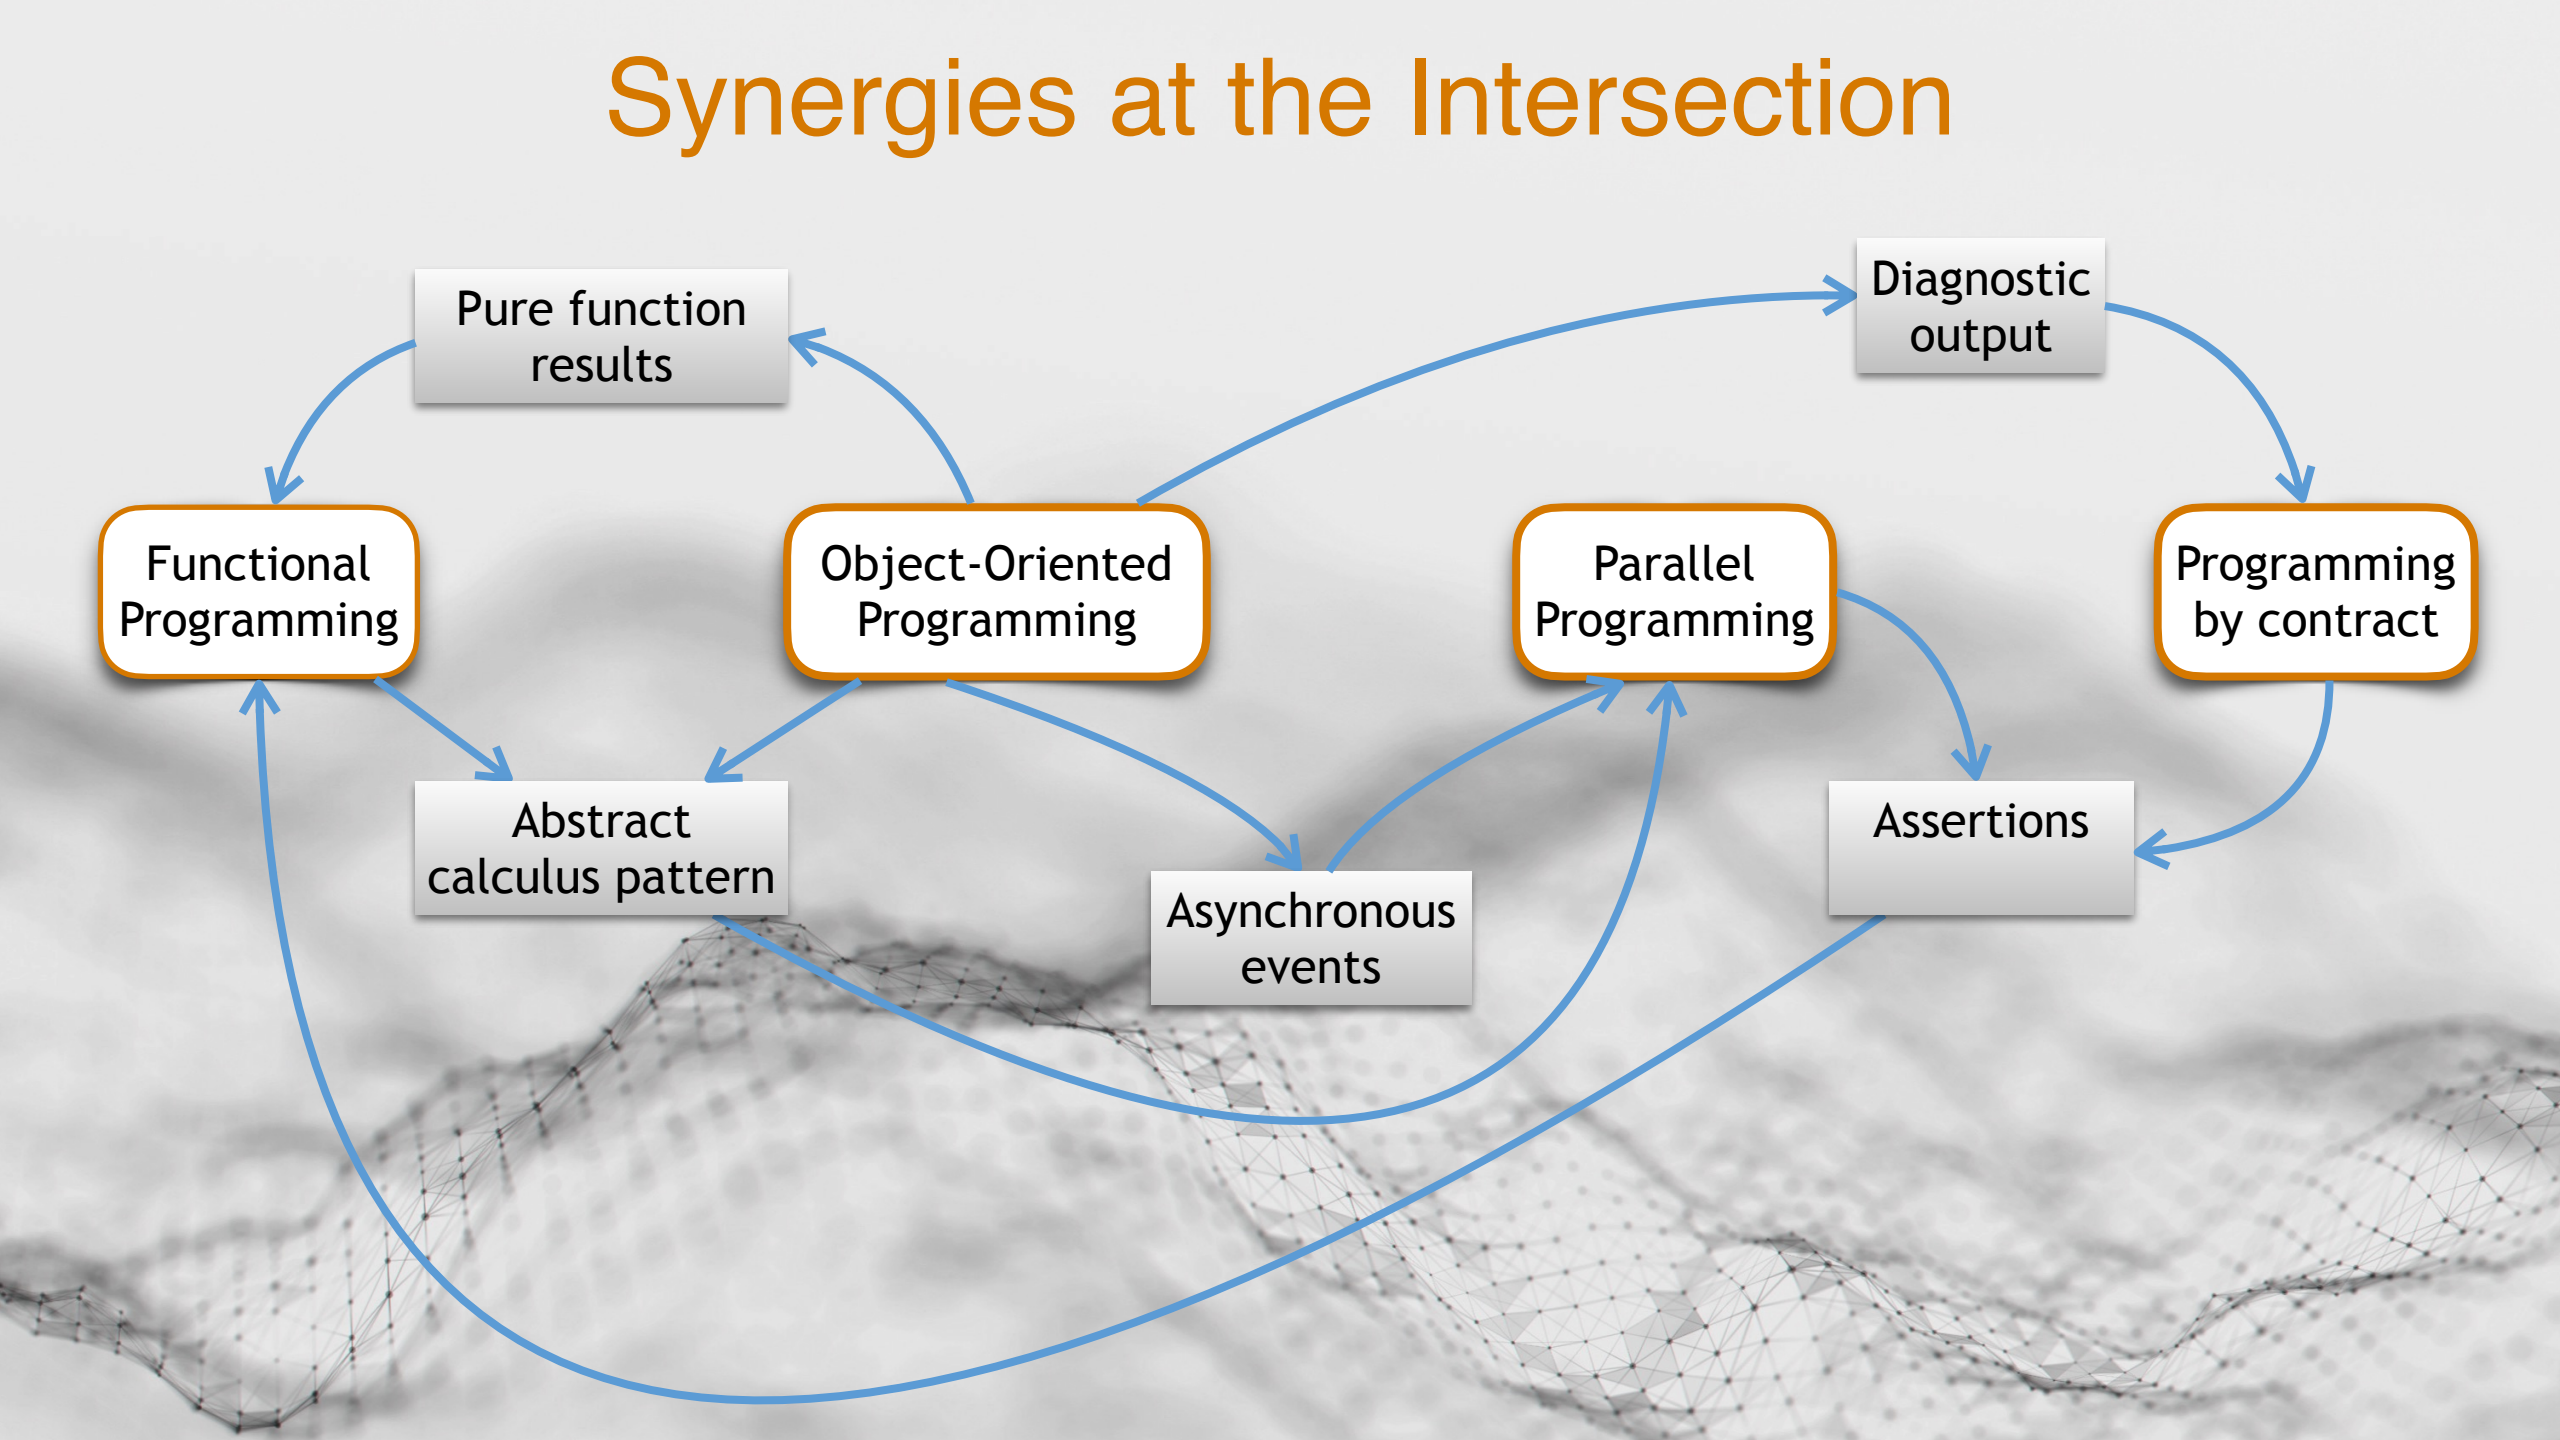 Synergies at the Intersection
Diagnostic
output
Pure function
results
Functional
Programming
Object-Oriented
Programming
Parallel
Programming
Programming
by contract
Abstract
calculus pattern
Assertions
Asynchronous
events